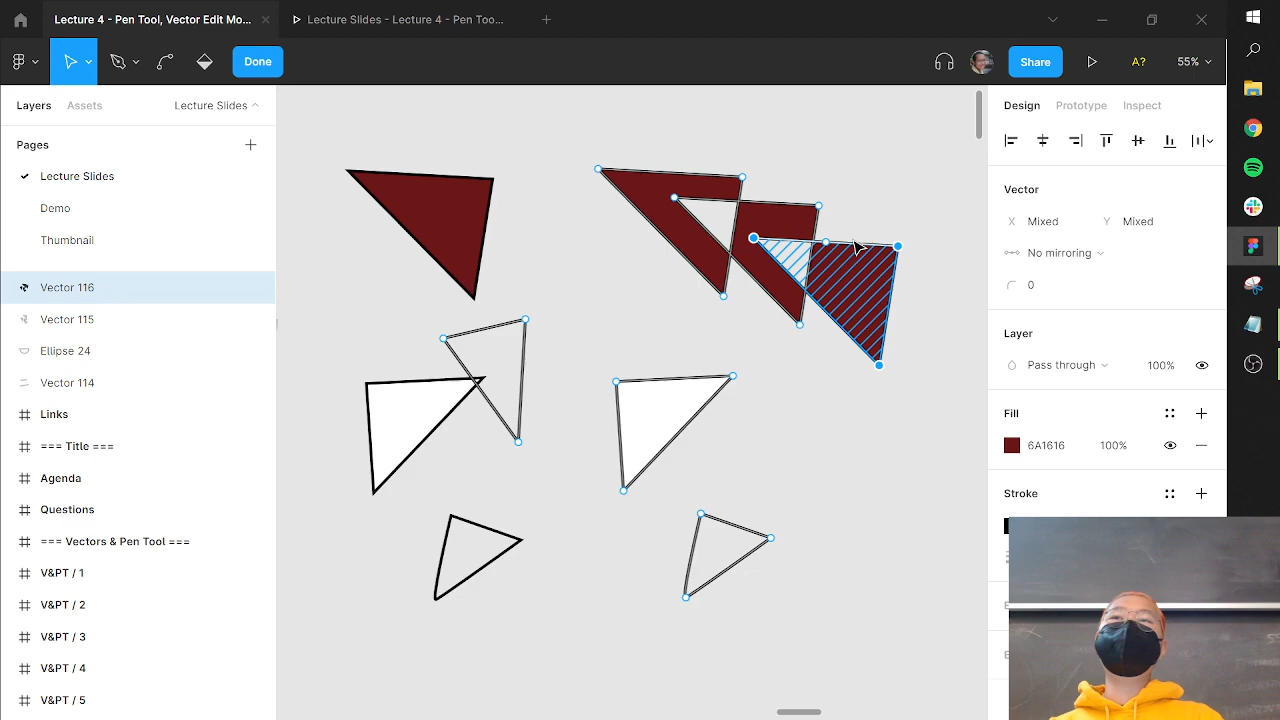 Lecture 4 - Pen Tool, Vector Edit Mo...
Lecture Slides - Lecture 4 - Pen Too...
Done
Share
A?
55%
Layers
Assets
Lecture Slides
Pages
Lecture Slides
Demo
Thumbnail
Vector 116
Vector 115
Ellipse 24
Vector 114
Links
=== Title ===
Agenda
Questions
=== Vectors & Pen Tool ===
V&PT / 1
V&PT / 2
V&PT / 3
V&PT / 4
V&PT / 5
Design
Prototype
Inspect
Vector
X Mixed
Y Mixed
No mirroring
0
Layer
Pass through
100%
Fill
6A1616
100%
Stroke